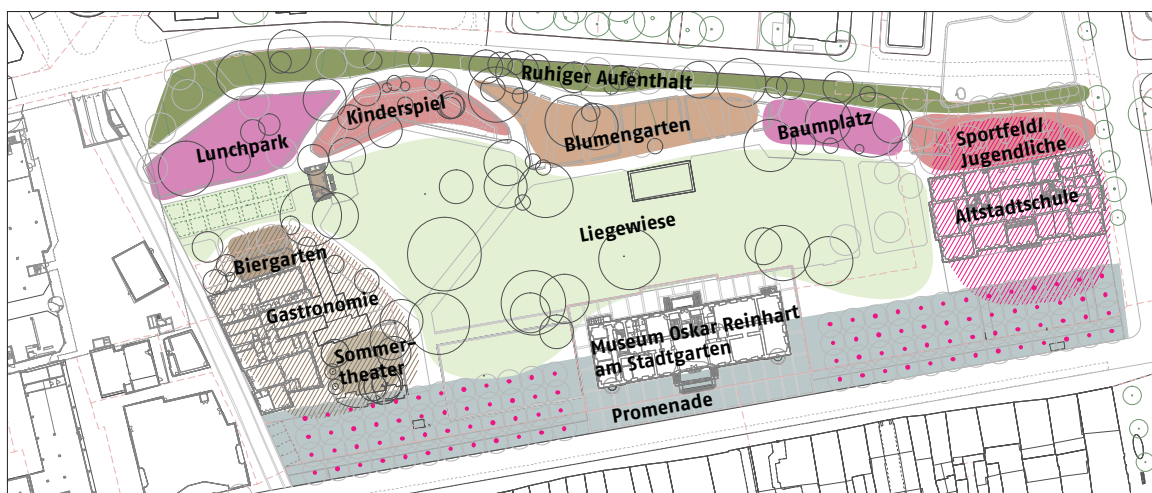 Ruhiger Aufenthalt
Kinderspiel
Lunchpark
Blumengarten
Baumplatz
Sportfeld/
Jugendliche
Altstadtschule
Liegewiese
Biergarten
Gastronomie
Sommer-
theater
Museum Oskar Reinhart
am Stadtgarten
Promenade